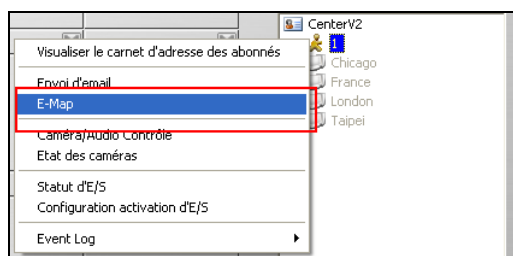 CenterV2
1
Chicago
France
London
Taipei
Visualiser le carnet d'adresse des abonnés
Envoi d'email
E-Map
Caméra/Audio Contrôle
Etat des caméras
Statut d'E/S
Configuration activation d'E/S
Event Log